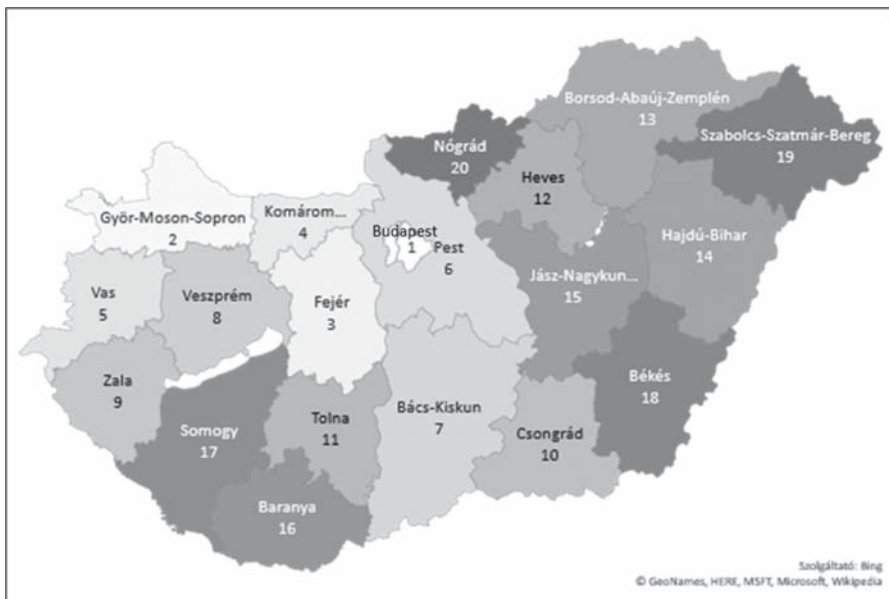 Borsod-Abaúj-Zemplén
13
Szabolcs-Szatmár-Bereg
19
Nógrád
20
Heves
12
Győr-Moson-Sopron
2
Komárom...
4
Budapest
1
Pest
6
Hajdú-Bihar
14
Jász-Nagykun...
15
Vas
5
Veszprém
8
Fejér
3
Zala
9
Békés
18
Bács-Kiskun
7
Tolna
11
Somogy
17
Csongrád
10
Baranya
16
Szolgáltató: Bing
© GeoNames, HERE, MSFT, Microsoft, Wikipedia